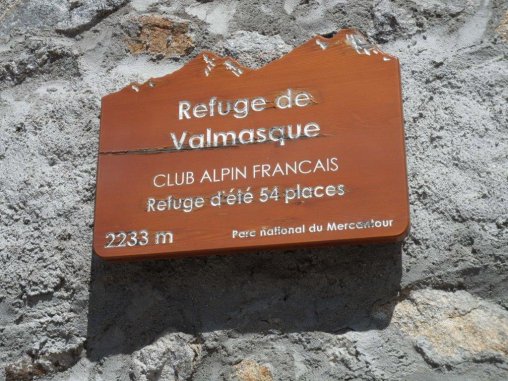 Refuge de
Valmasque
CLUB ALPIN FRANCAIS
Refuge d'été 54 places
2233 m
Parc national du Mercantour